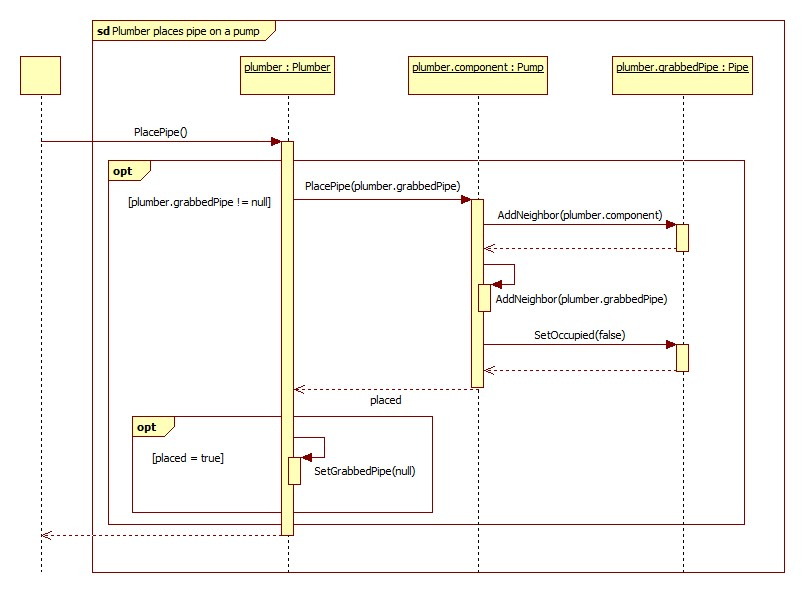 sd Plumber places pipe on a pump
plumber : Plumber
plumber.component : Pump
plumber.grabbedPipe : Pipe
PlacePipe()
opt
[plumber.grabbedPipe != null]
PlacePipe(plumber.grabbedPipe)
AddNeighbor(plumber.component)
AddNeighbor(plumber.grabbedPipe)
SetOccupied(false)
placed
opt
[placed = true]
SetGrabbedPipe(null)